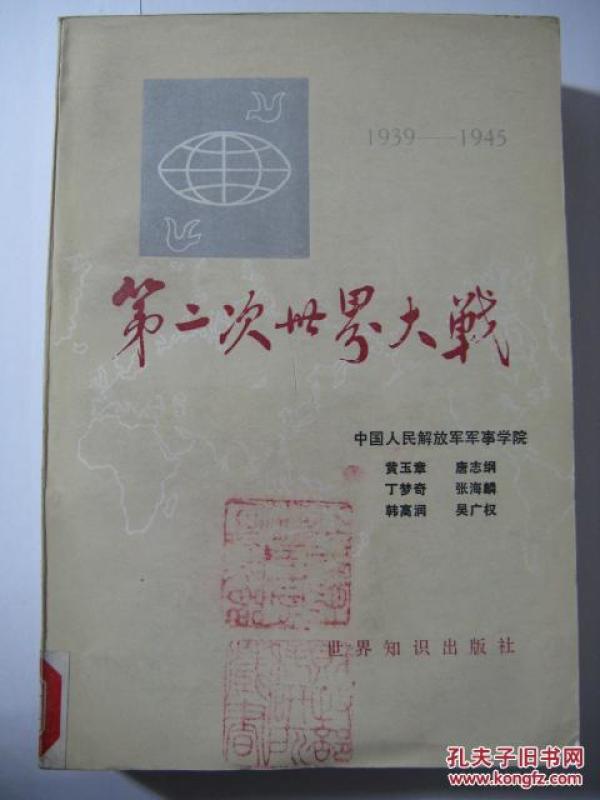 1939——1945
第二次世界大戰
中国人民解放军军事学院
黄玉章 唐志纲
丁梦奇 张海麟
韩高润 吴广权
世界知识出版社
孔夫子旧书网
www.kongfz.com